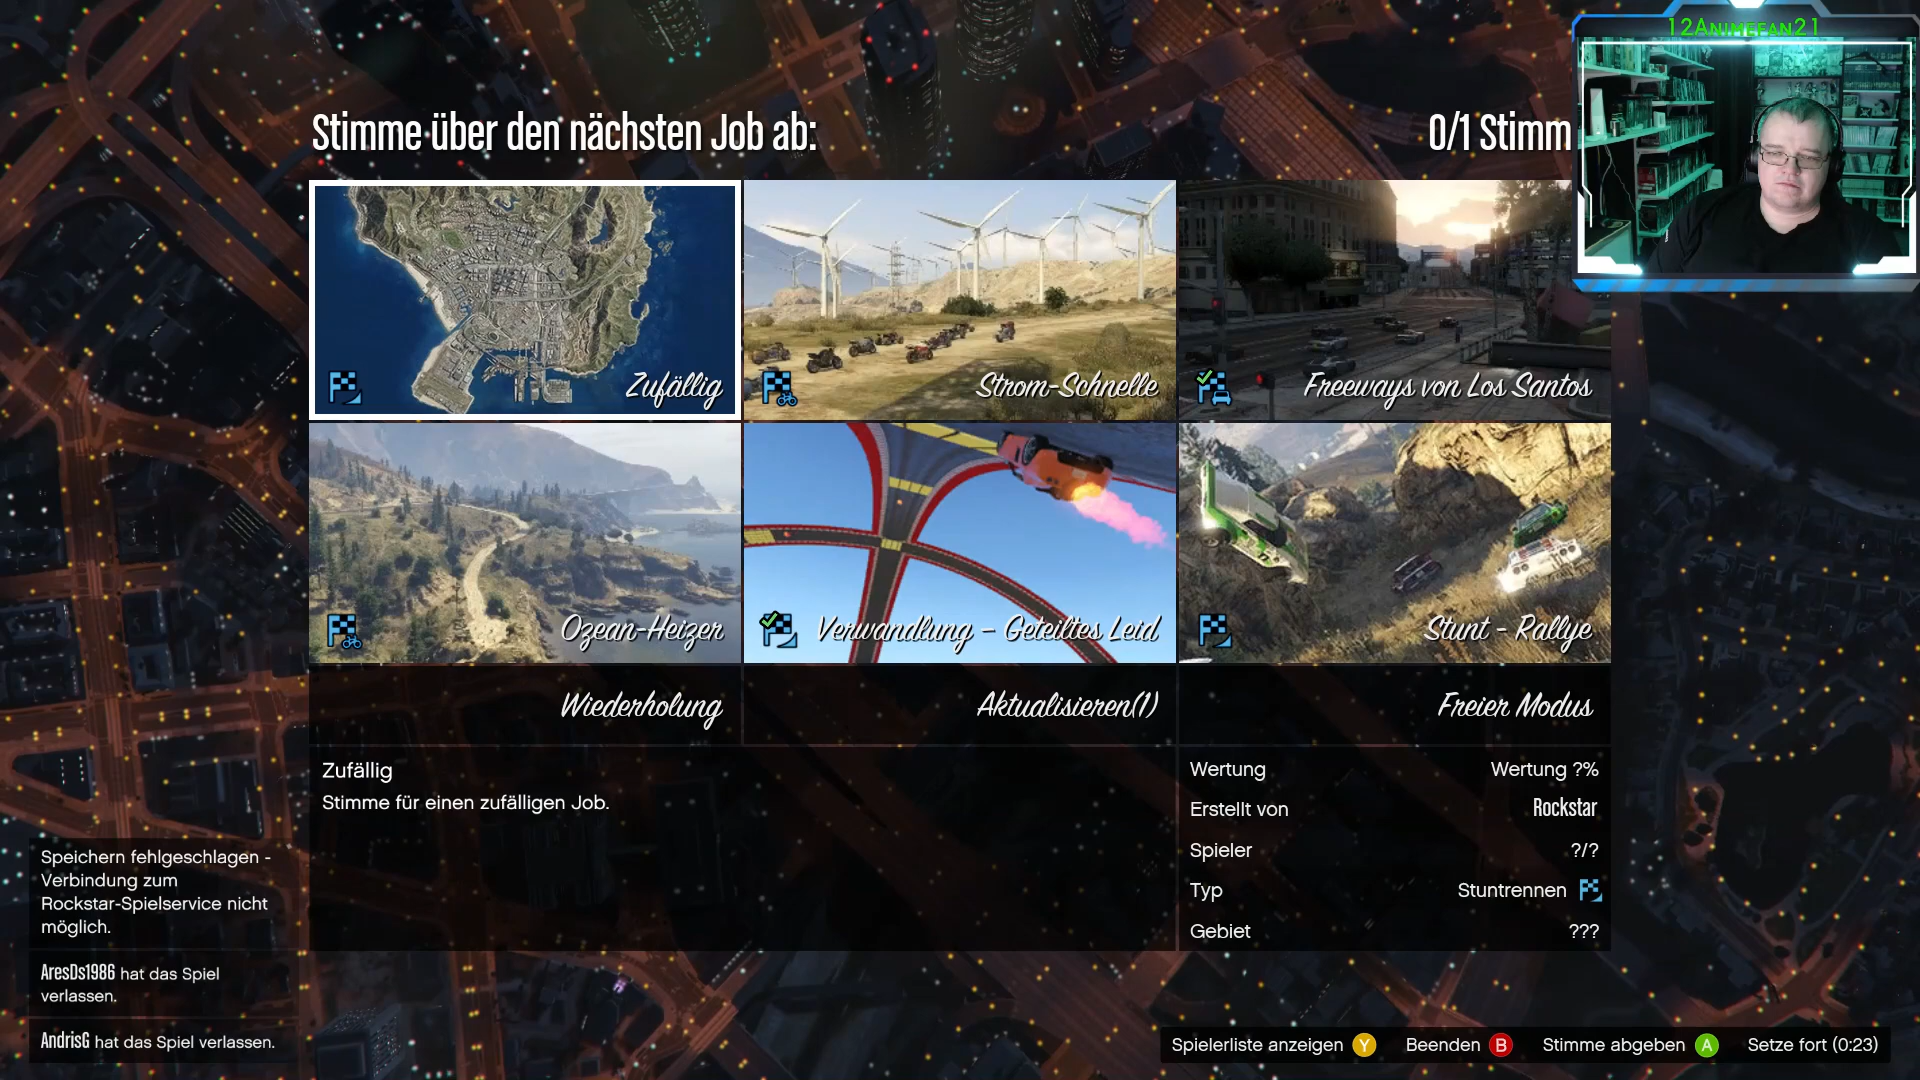 12Animefan21
Stimme über den nächsten Job ab:
0/1 Stimm
Zufällig
Strom-Schnelle
Freeways von Los Santos
Ozean-Heizer
Verwandlung – Geteiltes Leid
Stunt - Rallye
Wiederholung
Aktualisieren(1)
Freier Modus
Zufällig
Stimme für einen zufälligen Job.
Wertung Wertung ?%
Erstellt von Rockstar
Spieler ?/?
Typ Stuntrennen
Gebiet ???
Speichern fehlgeschlagen -
Verbindung zum
Rockstar-Spielservice nicht
möglich.
AresDs1986 hat das Spiel
verlassen.
AndrisG hat das Spiel verlassen.
Spielerliste anzeigen Y Beenden B Stimme abgeben A Setze fort (0:23)